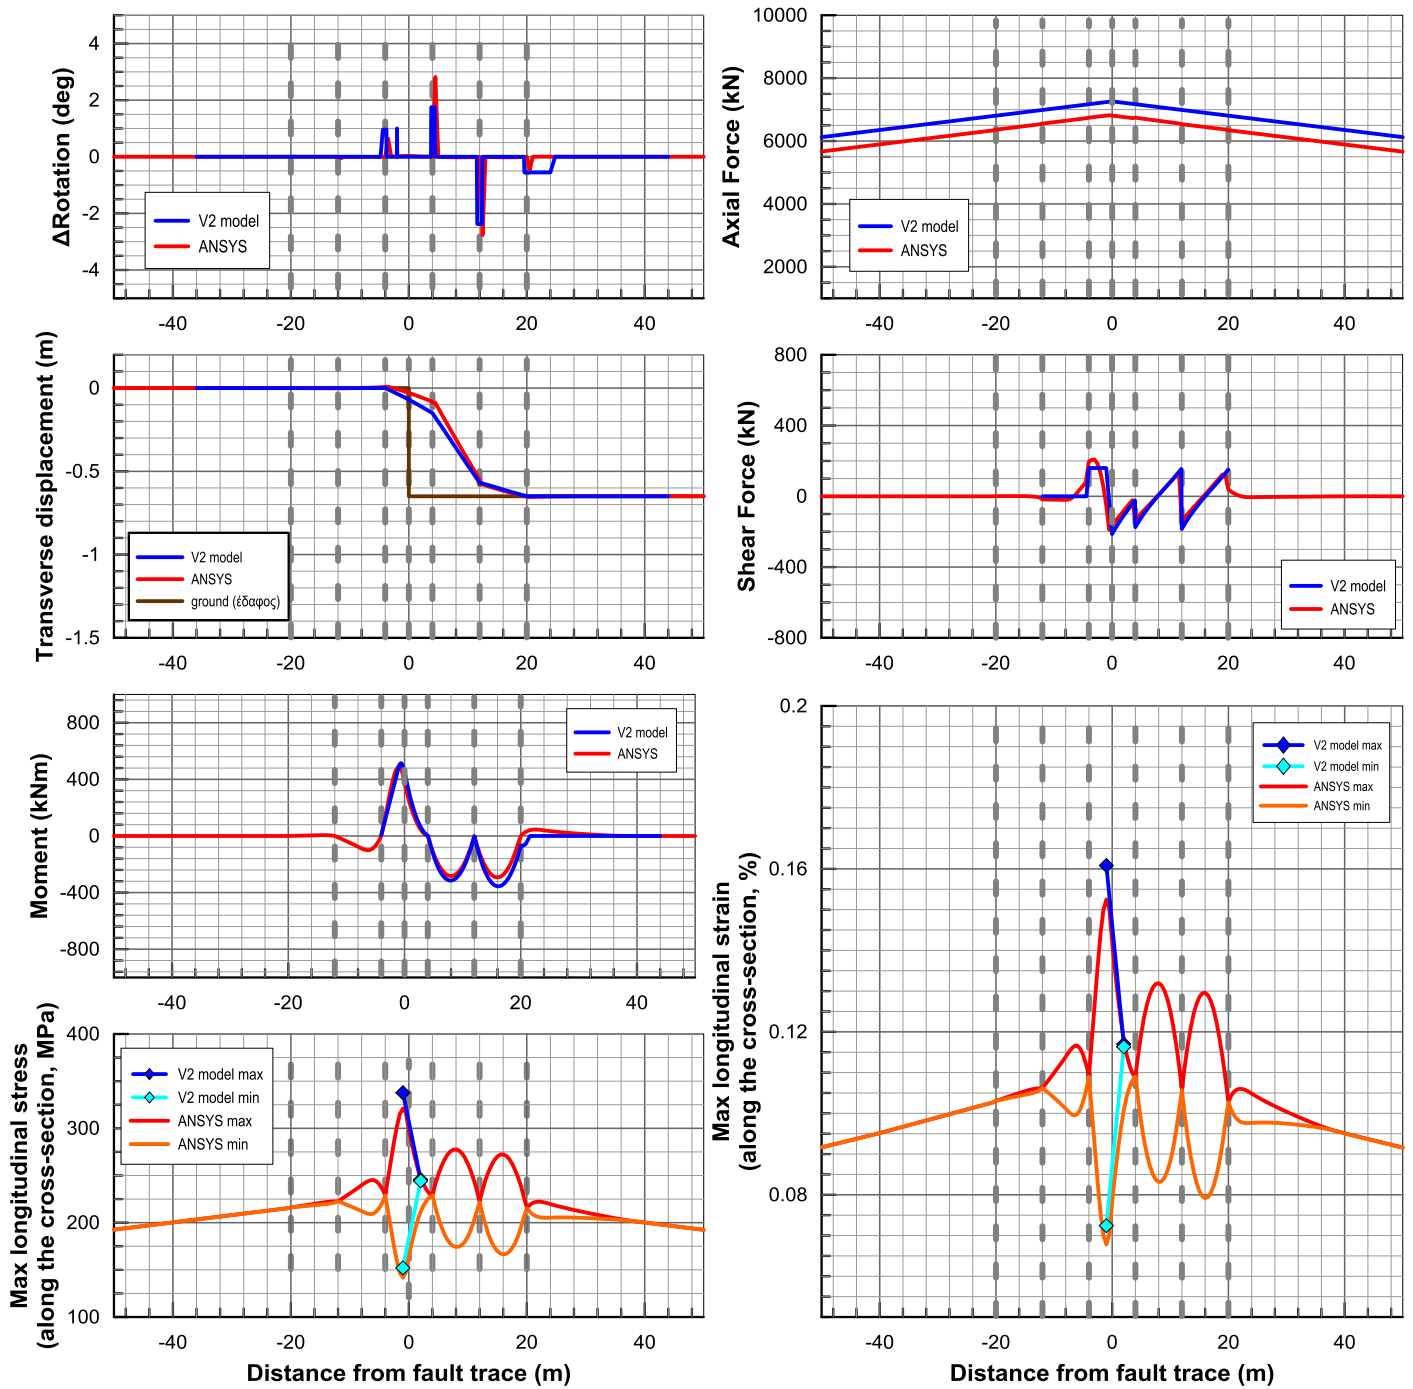 ΔRotation (deg)
4
2
0
-2
-4
V2 model
ANSYS
-40
-20
0
20
40
Axial Force (kN)
10000
8000
6000
4000
2000
V2 model
ANSYS
-40
-20
0
20
40
Transverse displacement (m)
0
-0.5
-1
-1.5
V2 model
ANSYS
ground (έδαφος)
-40
-20
0
20
40
Shear Force (kN)
800
400
0
-400
-800
V2 model
ANSYS
-40
-20
0
20
40
Moment (kNm)
800
400
0
-400
-800
V2 model
ANSYS
-40
-20
0
20
40
Max longitudinal stress
(along the cross-section, MPa)
400
300
200
100
V2 model max
V2 model min
ANSYS max
ANSYS min
-40
-20
0
20
40
Distance from fault trace (m)
Max longitudinal strain
(along the cross-section, %)
0.2
0.16
0.12
0.08
V2 model max
V2 model min
ANSYS max
ANSYS min
-40
-20
0
20
40
Distance from fault trace (m)